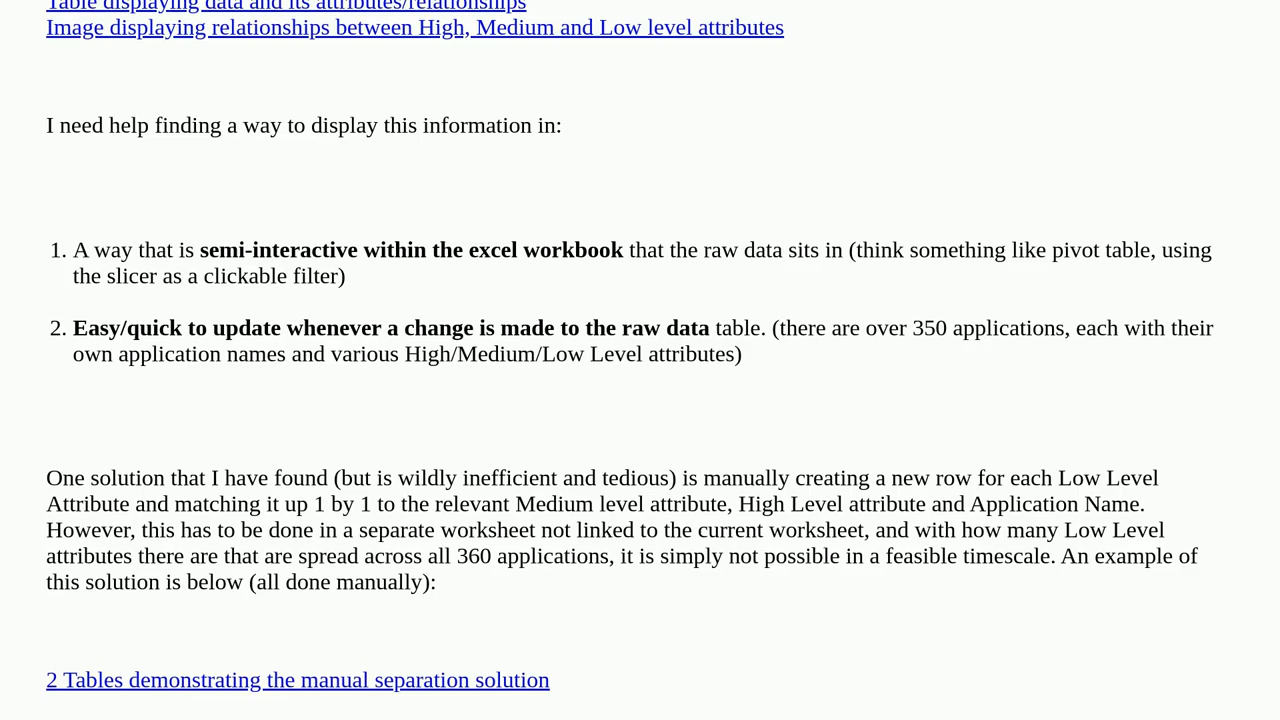 Table displaying data and its attributes/relationships
Image displaying relationships between High, Medium and Low level attributes
I need help finding a way to display this information in:
1. A way that is semi-interactive within the excel workbook that the raw data sits in (think something like pivot table, using
the slicer as a clickable filter)
2. Easy/quick to update whenever a change is made to the raw data table. (there are over 350 applications, each with their
own application names and various High/Medium/Low Level attributes)
One solution that I have found (but is wildly inefficient and tedious) is manually creating a new row for each Low Level
Attribute and matching it up 1 by 1 to the relevant Medium level attribute, High Level attribute and Application Name.
However, this has to be done in a separate worksheet not linked to the current worksheet, and with how many Low Level
attributes there are that are spread across all 360 applications, it is simply not possible in a feasible timescale. An example of
this solution is below (all done manually):
2 Tables demonstrating the manual separation solution